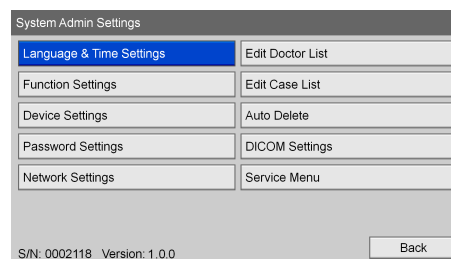 System Admin Settings
Language & Time Settings
Edit Doctor List
Function Settings
Edit Case List
Device Settings
Auto Delete
Password Settings
DICOM Settings
Network Settings
Service Menu
Back
S/N: 0002118 Version: 1.0.0